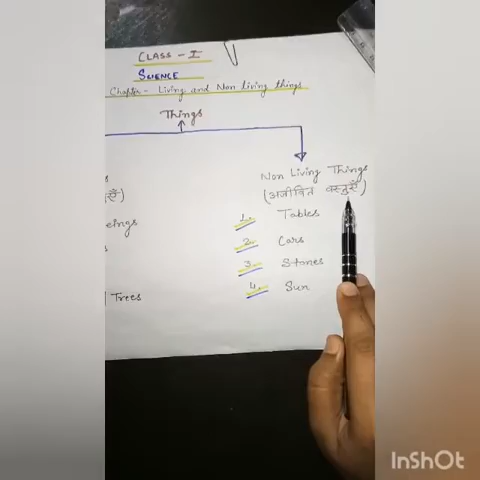 CLASS - I
SCIENCE
Chapter - Living and Non living things
Things
Non Living Things
(अजीवित वस्तुएँ)
eings
1. Tables
2. Cars
3. Stones
Trees
4. Sun
InShOt